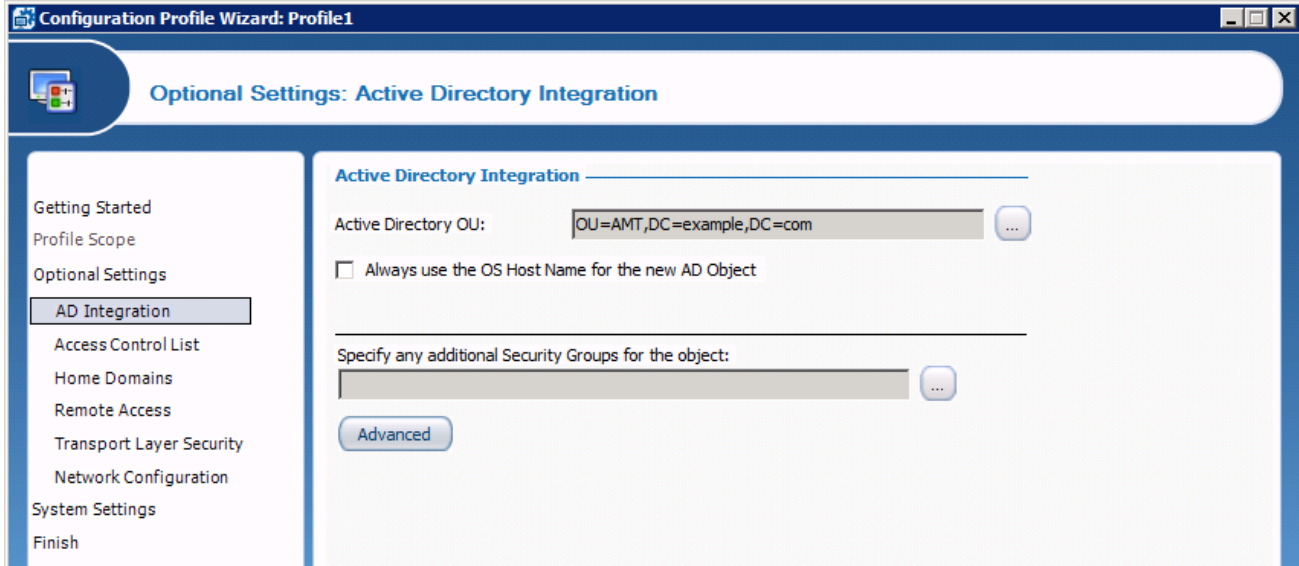 Configuration Profile Wizard: Profile1
Optional Settings: Active Directory Integration
Getting Started
Profile Scope
Optional Settings
AD Integration
Access Control List
Home Domains
Remote Access
Transport Layer Security
Network Configuration
System Settings
Finish
Active Directory Integration
Active Directory OU: OU=AMT,DC=example,DC=com ...
Always use the OS Host Name for the new AD Object
Specify any additional Security Groups for the object:
...
Advanced